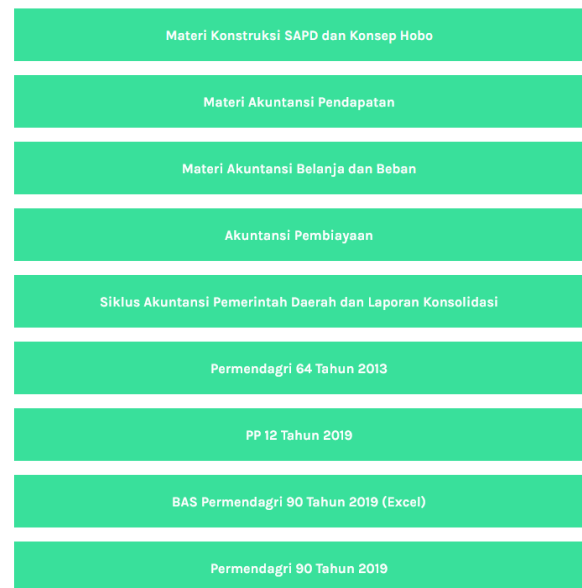 Materi Konstruksi SAPD dan Konsep Hobo
Materi Akuntansi Pendapatan
Materi Akuntansi Belanja dan Beban
Akuntansi Pembiayaan
Siklus Akuntansi Pemerintah Daerah dan Laporan Konsolidasi
Permendagri 64 Tahun 2013
PP 12 Tahun 2019
BAS Permendagri 90 Tahun 2019 (Excel)
Permendagri 90 Tahun 2019